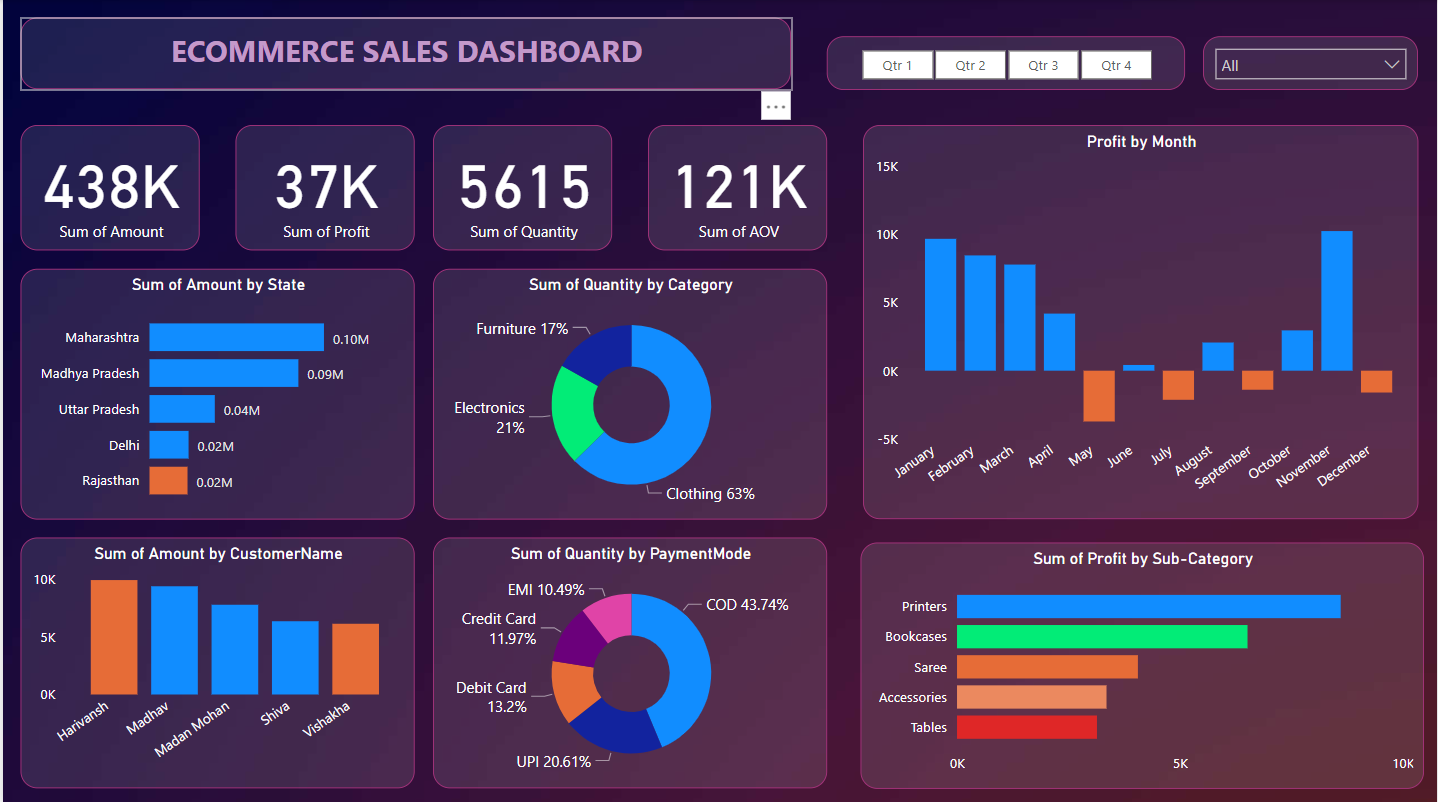 ECOMMERCE SALES DASHBOARD
Qtr 1 Qtr 2 Qtr 3 Qtr 4
All
...
438K
Sum of Amount
37K
Sum of Profit
5615
Sum of Quantity
121K
Sum of AOV
Profit by Month
15K
10K
5K
0K
-5K
January February March April May June July August September October November December
Sum of Amount by State
Maharashtra 0.10M
Madhya Pradesh 0.09M
Uttar Pradesh 0.04M
Delhi 0.02M
Rajasthan 0.02M
Sum of Quantity by Category
Furniture 17%
Electronics
21%
Clothing 63%
Sum of Amount by CustomerName
10K
5K
0K
Harivansh Madhav Madan Mohan Shiva Vishakha
Sum of Quantity by PaymentMode
EMI 10.49%
COD 43.74%
Credit Card
11.97%
Debit Card
13.2%
UPI 20.61%
Sum of Profit by Sub-Category
Printers
Bookcases
Saree
Accessories
Tables
0K 5K 10K